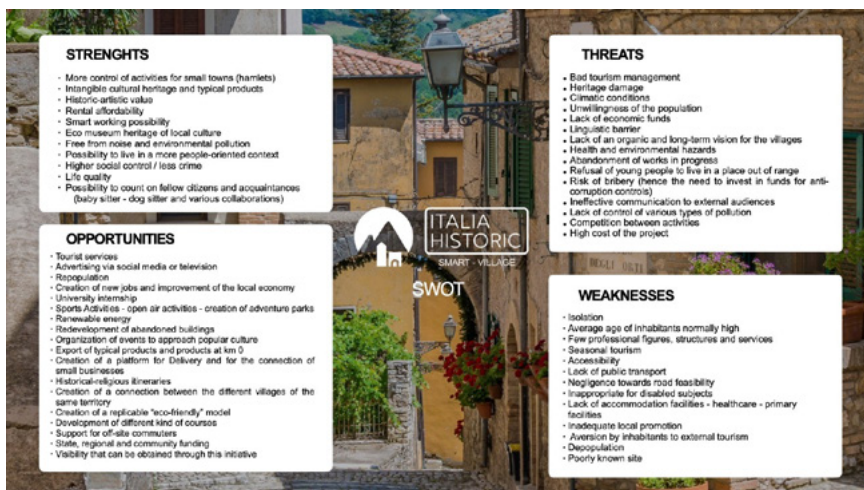 STRENGHTS
· More control of activities for small towns (hamlets)
· Intangible cultural heritage and typical products
· Historic-artistic value
· Rental affordability
· Smart working possibility
· Eco museum heritage of local culture
· Free from noise and environmental pollution
· Possibility to live in a more people-oriented context
· Higher social control / less crime
· Life quality
· Possibility to count on fellow citizens and acquaintances
(baby sitter - dog sitter and various collaborations)
OPPORTUNITIES
· Tourist services
· Advertising via social media or television
· Repopulation
· Creation of new jobs and improvement of the local economy
· University internship
· Sports Activities - open air activities - creation of adventure parks
· Renewable energy
· Redevelopment of abandoned buildings
· Organization of events to approach popular culture
· Export of typical products and products at km 0
· Creation of a platform for Delivery and for the connection of
small businesses
· Historical-religious itineraries
· Creation of a connection between the different villages of the
same territory
· Creation of a replicable "eco-friendly" model
· Development of different kind of courses
· Support for off-site commuters
· State, regional and community funding
· Visibility that can be obtained through this initiative
ITALIA
HISTORIC
SMART - VILLAGE
SWOT
THREATS
• Bad tourism management
• Heritage damage
• Climatic conditions
• Unwillingness of the population
• Lack of economic funds
• Linguistic barrier
• Lack of an organic and long-term vision for the villages
• Health and environmental hazards
• Abandonment of works in progress
• Refusal of young people to live in a place out of range
• Risk of bribery (hence the need to invest in funds for anti-
corruption controls)
• Ineffective communication to external audiences
• Lack of control of various types of pollution
• Competition between activities
• High cost of the project
DEGLI ORTI
WEAKNESSES
· Isolation
· Average age of inhabitants normally high
· Few professional figures, structures and services
· Seasonal tourism
· Accessibility
· Lack of public transport
· Negligence towards road feasibility
· Inappropriate for disabled subjects
· Lack of accommodation facilities - healthcare - primary
facilities
· Inadequate local promotion
· Aversion by inhabitants to external tourism
· Depopulation
· Poorly known site